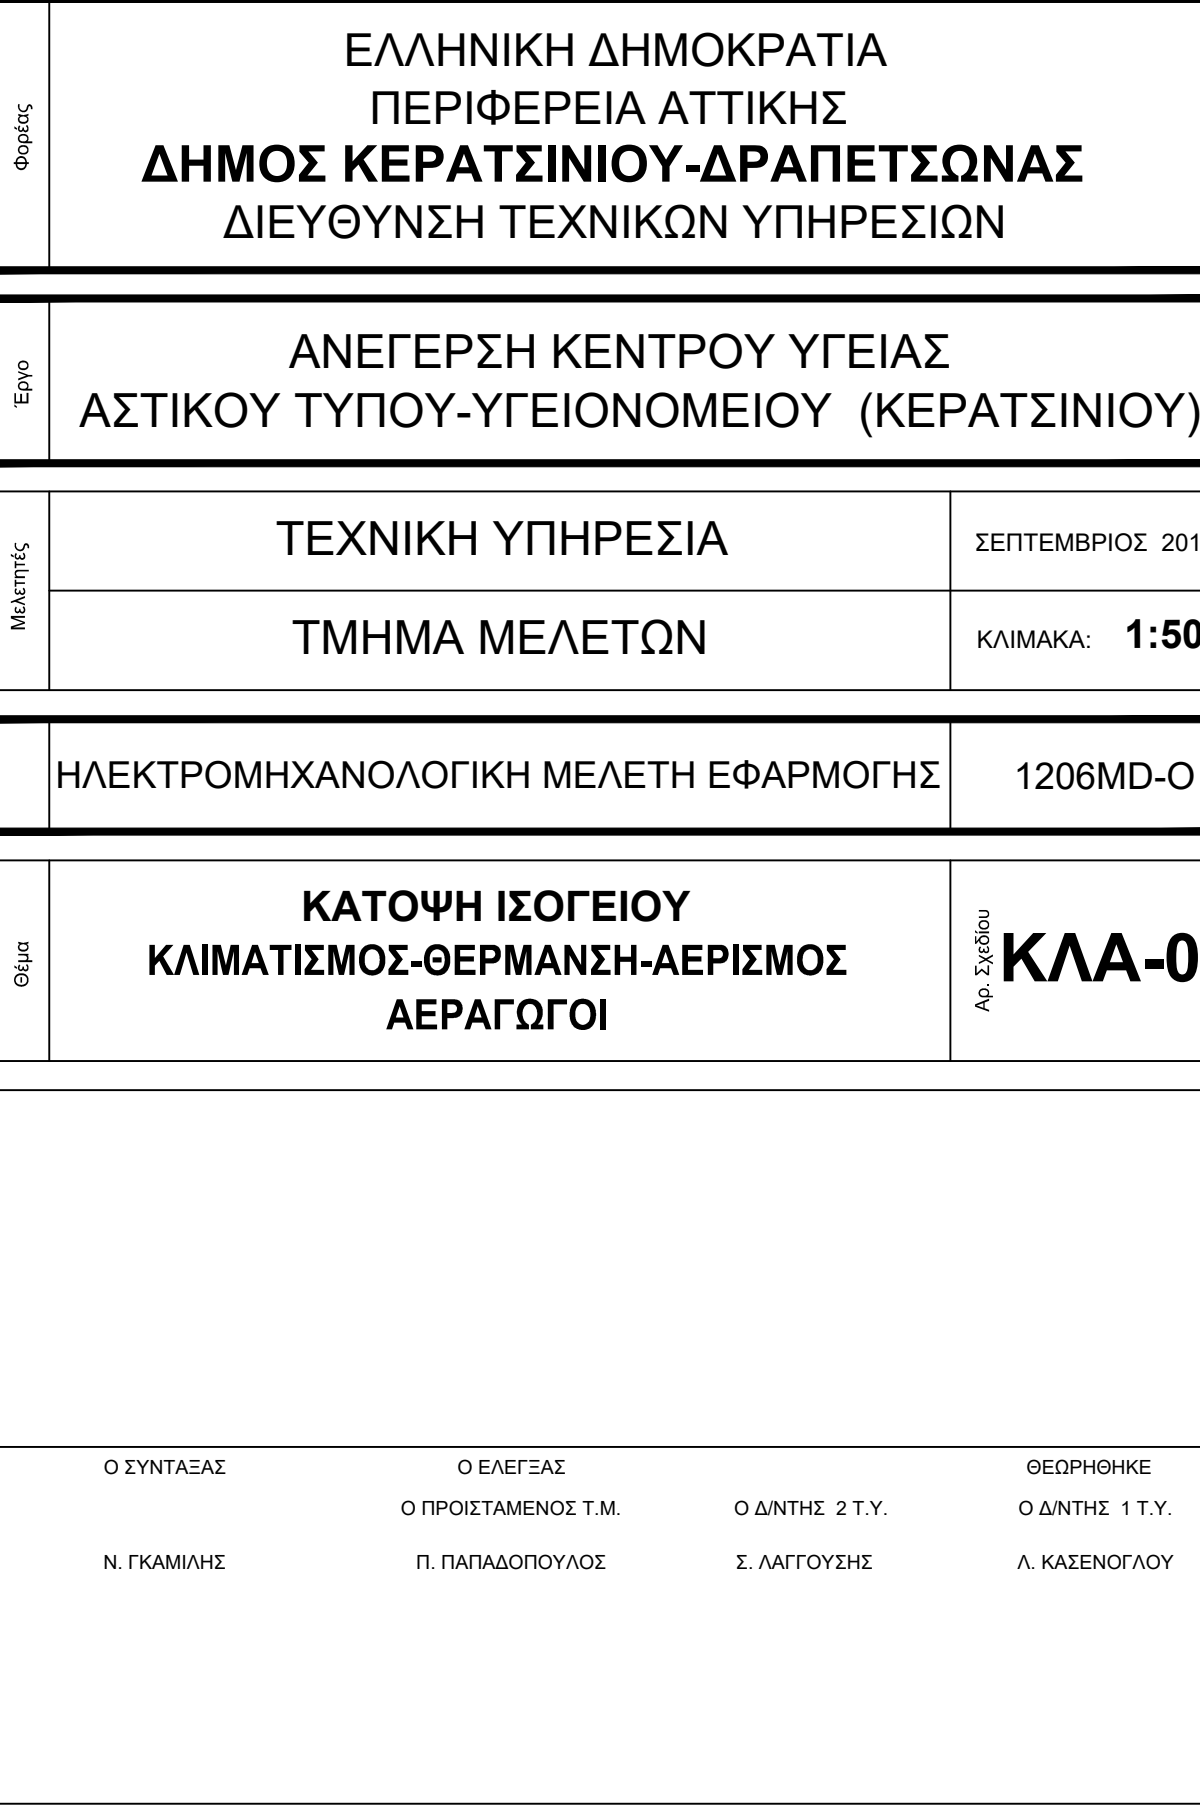 Φορέας
ΕΛΛΗΝΙΚΗ ΔΗΜΟΚΡΑΤΙΑ
ΠΕΡΙΦΕΡΕΙΑ ΑΤΤΙΚΗΣ
ΔΗΜΟΣ ΚΕΡΑΤΣΙΝΙΟΥ-ΔΡΑΠΕΤΣΩΝΑΣ
ΔΙΕΥΘΥΝΣΗ ΤΕΧΝΙΚΩΝ ΥΠΗΡΕΣΙΩΝ
Έργο
ΑΝΕΓΕΡΣΗ ΚΕΝΤΡΟΥ ΥΓΕΙΑΣ
ΑΣΤΙΚΟΥ ΤΥΠΟΥ-ΥΓΕΙΟΝΟΜΕΙΟΥ (ΚΕΡΑΤΣΙΝΙΟΥ)
Μελετητές
ΤΕΧΝΙΚΗ ΥΠΗΡΕΣΙΑ
ΣΕΠΤΕΜΒΡΙΟΣ 201
ΤΜΗΜΑ ΜΕΛΕΤΩΝ
ΚΛΙΜΑΚΑ: 1:50
ΗΛΕΚΤΡΟΜΗΧΑΝΟΛΟΓΙΚΗ ΜΕΛΕΤΗ ΕΦΑΡΜΟΓΗΣ
1206MD-O
Θέμα
ΚΑΤΟΨΗ ΙΣΟΓΕΙΟΥ
ΚΛΙΜΑΤΙΣΜΟΣ-ΘΕΡΜΑΝΣΗ-ΑΕΡΙΣΜΟΣ
ΑΕΡΑΓΩΓΟΙ
Αρ. Σχεδίου
ΚΛΑ-0
Ο ΣΥΝΤΑΞΑΣ Ο ΕΛΕΓΞΑΣ ΘΕΩΡΗΘΗΚΕ
Ο ΠΡΟΙΣΤΑΜΕΝΟΣ Τ.Μ. Ο Δ/ΝΤΗΣ 2 Τ.Υ. Ο Δ/ΝΤΗΣ 1 Τ.Υ.
Ν. ΓΚΑΜΙΛΗΣ Π. ΠΑΠΑΔΟΠΟΥΛΟΣ Σ. ΛΑΓΓΟΥΣΗΣ Λ. ΚΑΣΕΝΟΓΛΟΥ